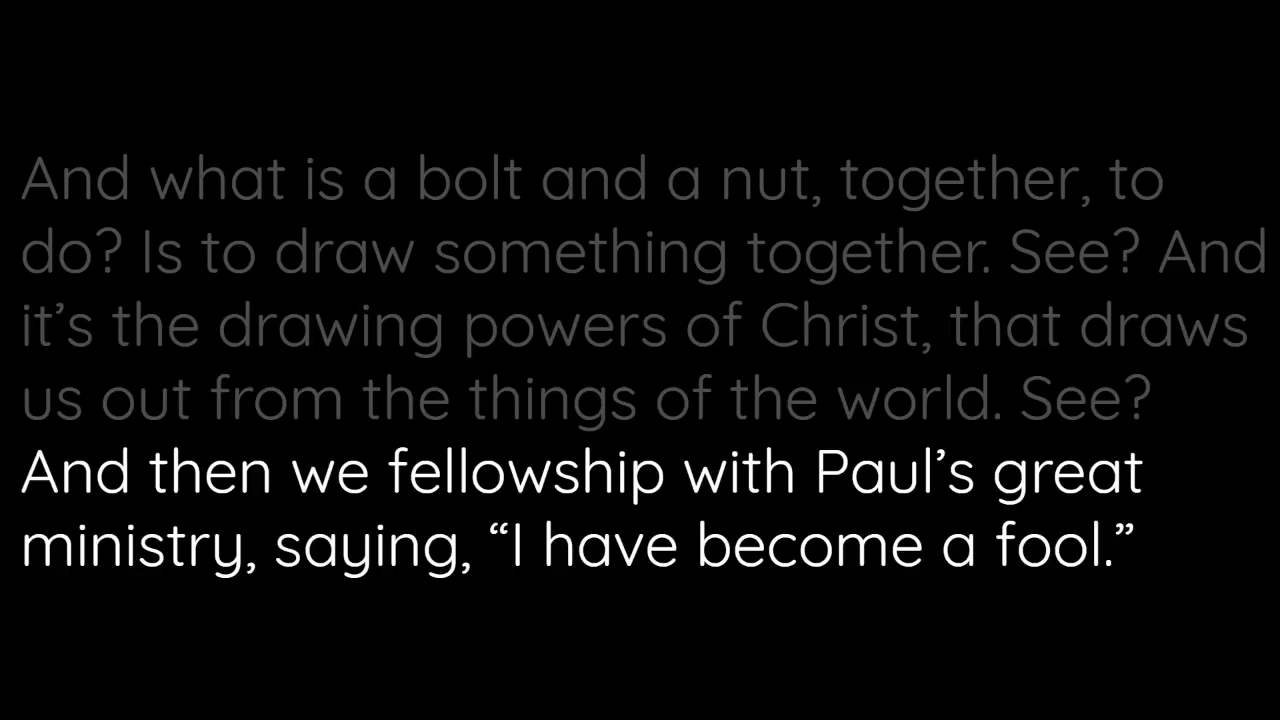 And what is a bolt and a nut, together, to
do? Is to draw something together. See? And
it’s the drawing powers of Christ, that draws
us out from the things of the world. See?
And then we fellowship with Paul’s great
ministry, saying, “I have become a fool.”